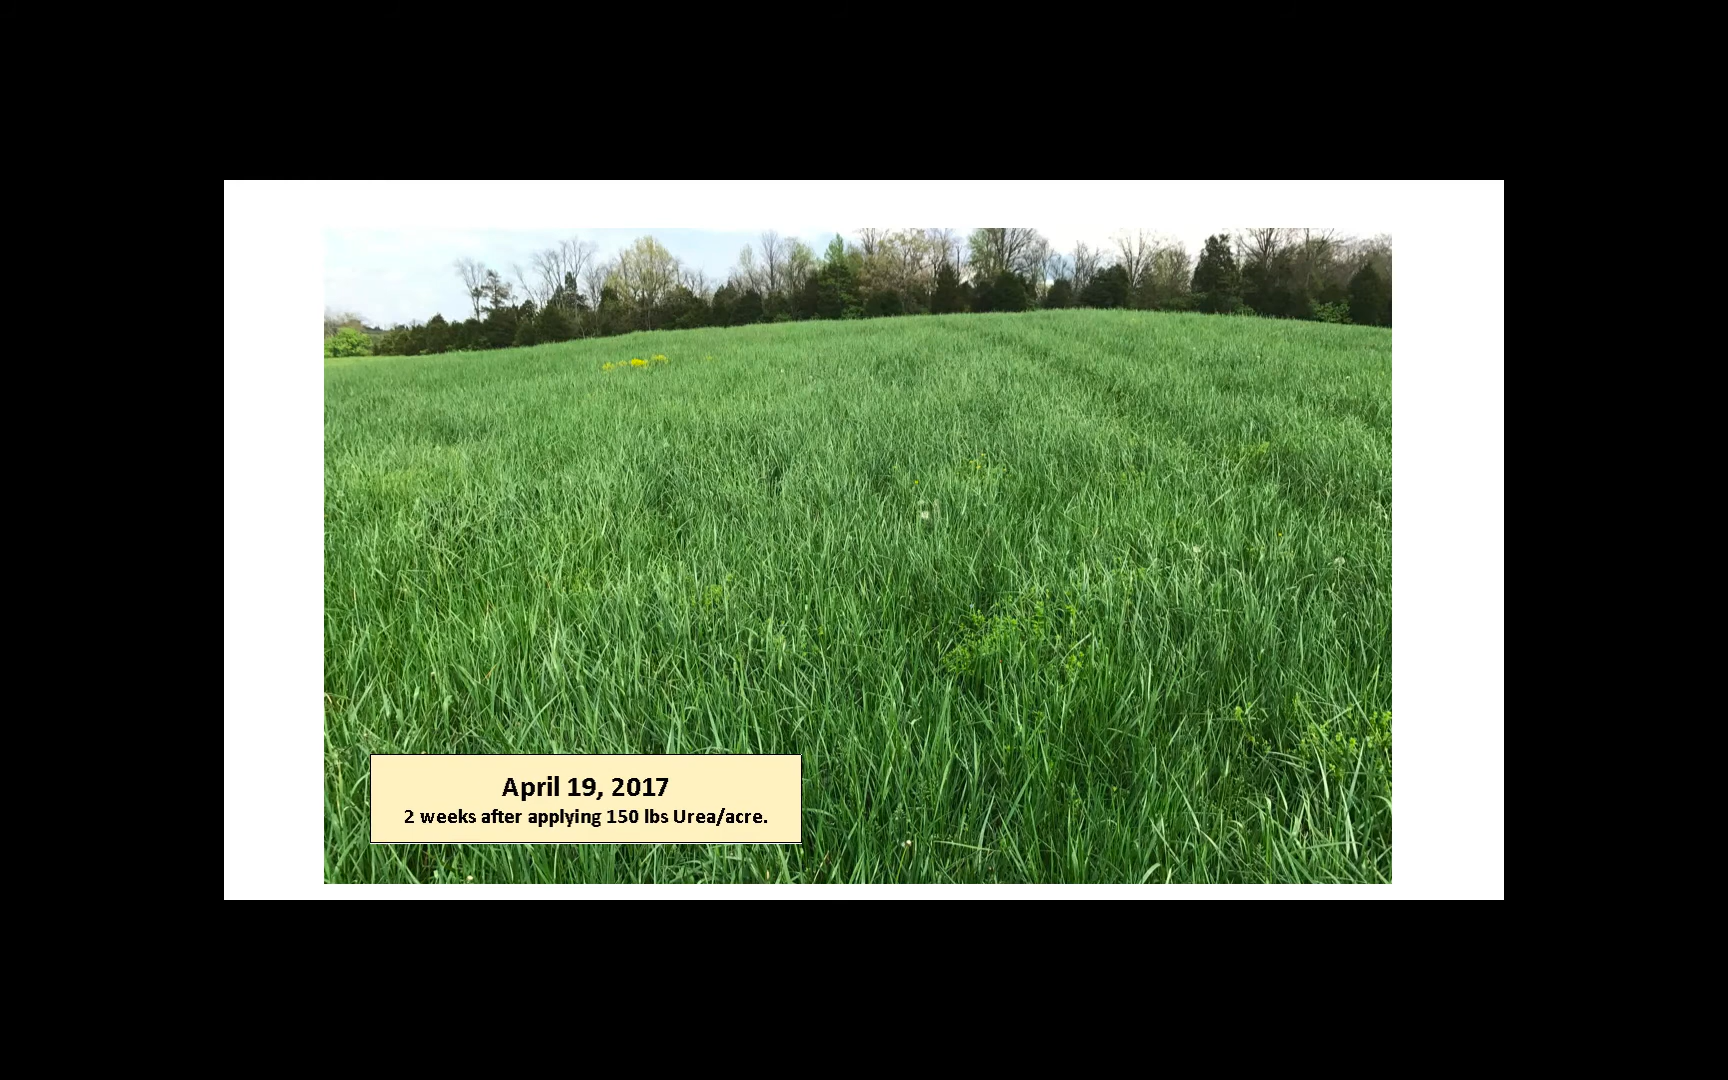 April 19, 2017
2 weeks after applying 150 lbs Urea/acre.